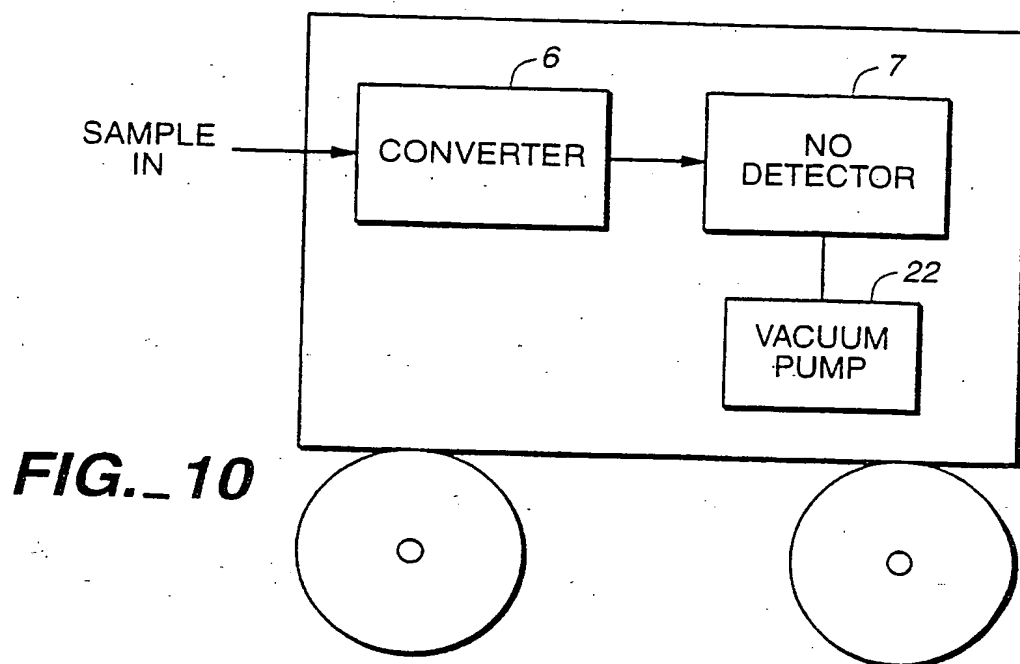 6
7
SAMPLE
IN
CONVERTER
NO
DETECTOR
22
VACUUM
PUMP
FIG._10